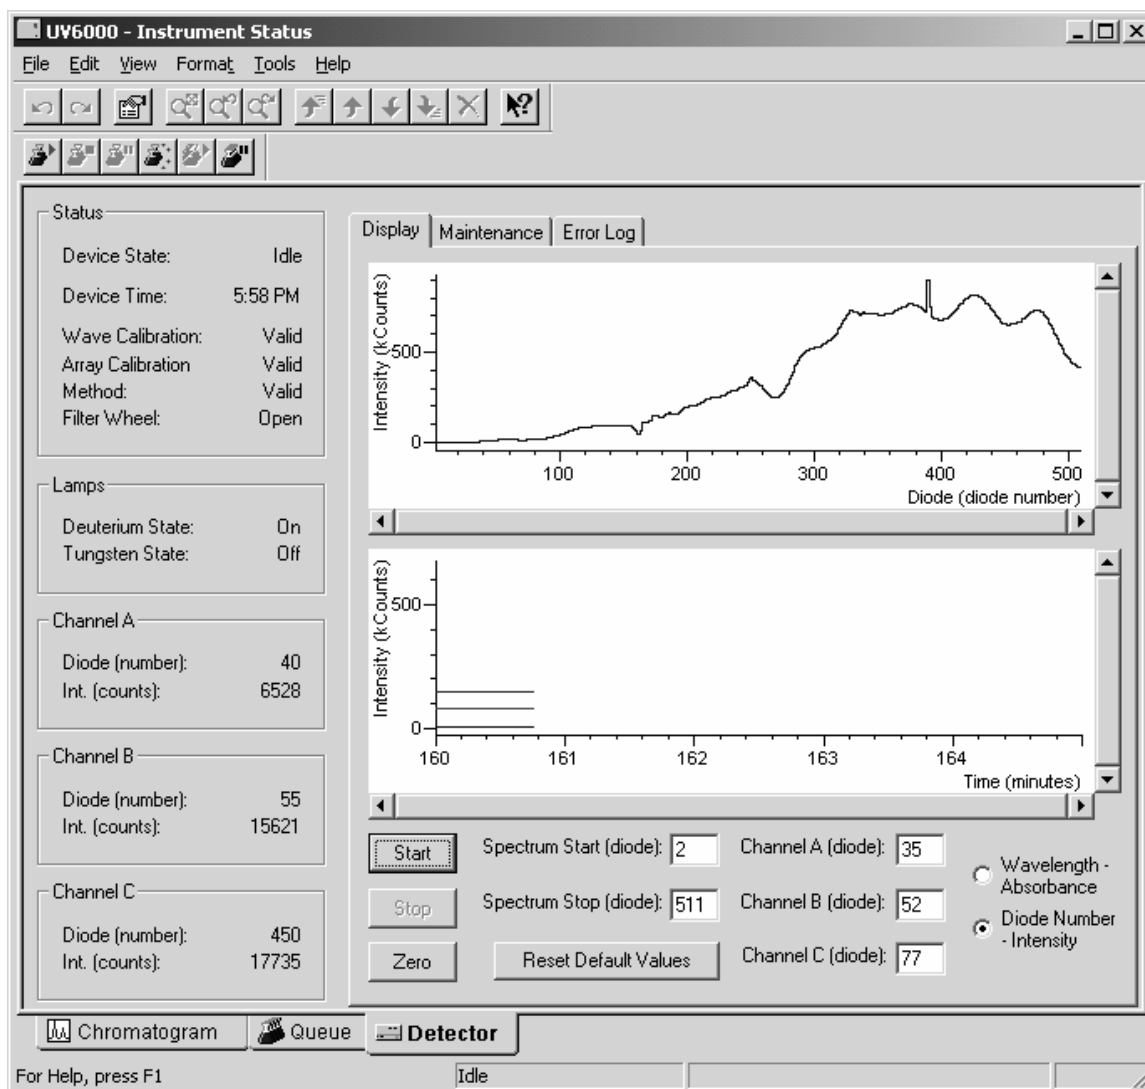 UV6000 - Instrument Status
File Edit View Format Tools Help
Status
Device State: Idle
Device Time: 5:58 PM
Wave Calibration: Valid
Array Calibration Valid
Method: Valid
Filter Wheel: Open
Lamps
Deuterium State: On
Tungsten State: Off
Channel A
Diode (number): 40
Int. (counts): 6528
Channel B
Diode (number): 55
Int. (counts): 15621
Channel C
Diode (number): 450
Int. (counts): 17735
Display Maintenance Error Log
Intensity (kCounts)
500
0
100 200 300 400 500
Diode (diode number)
Intensity (kCounts)
500
0
160 161 162 163 164
Time (minutes)
Start
Stop
Zero
Spectrum Start (diode): 2
Spectrum Stop (diode): 511
Reset Default Values
Channel A (diode): 35
Channel B (diode): 52
Channel C (diode): 77
Wavelength -
Absorbance
Diode Number
- Intensity
Chromatogram Queue Detector
For Help, press F1 Idle